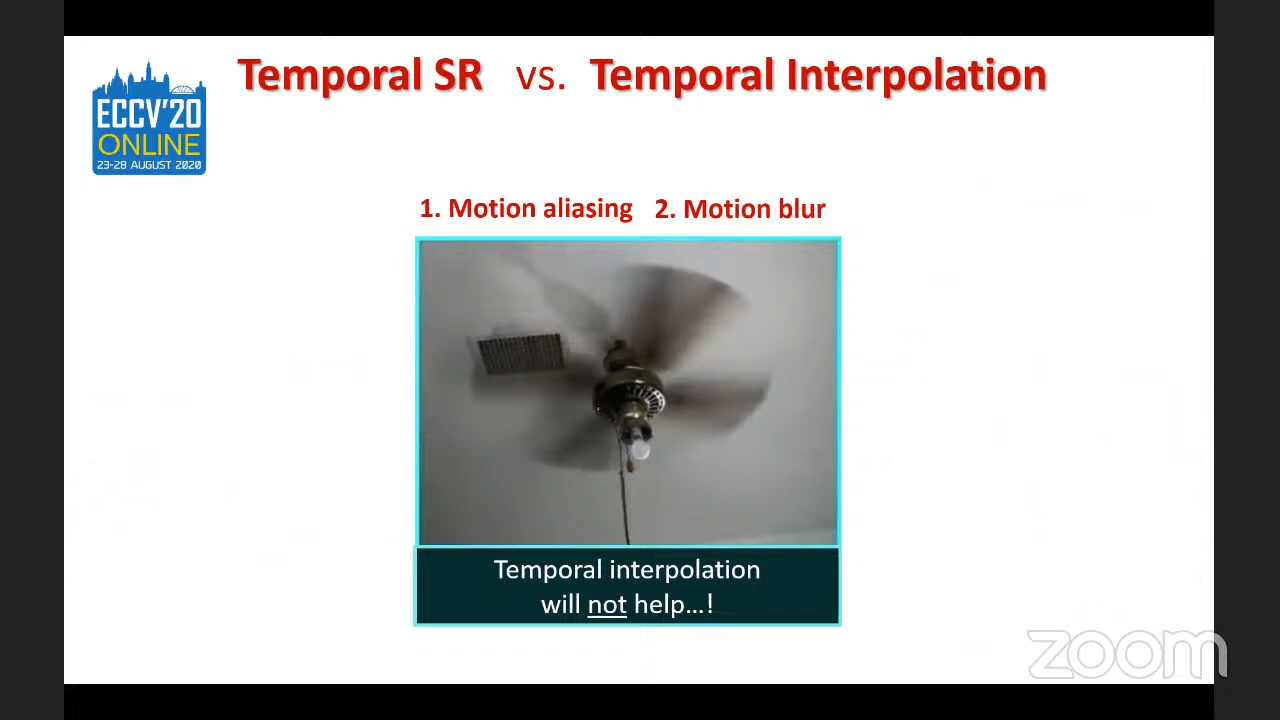 Temporal SR vs. Temporal Interpolation
ECCV'20
ONLINE
23-28 AUGUST 2020
1. Motion aliasing 2. Motion blur
Temporal interpolation
will not help...!
zoom